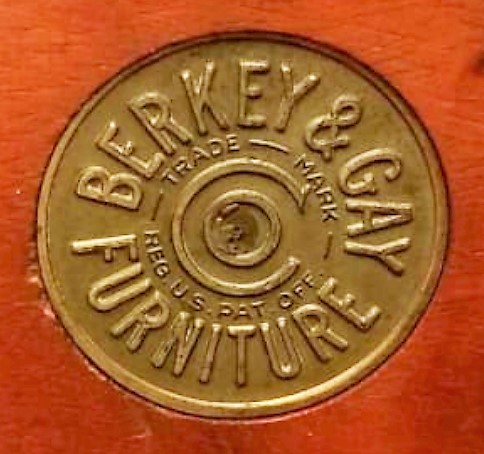 BERKEY & GAY
FURNITURE
TRADE MARK
REG. U.S. PAT. OFF.